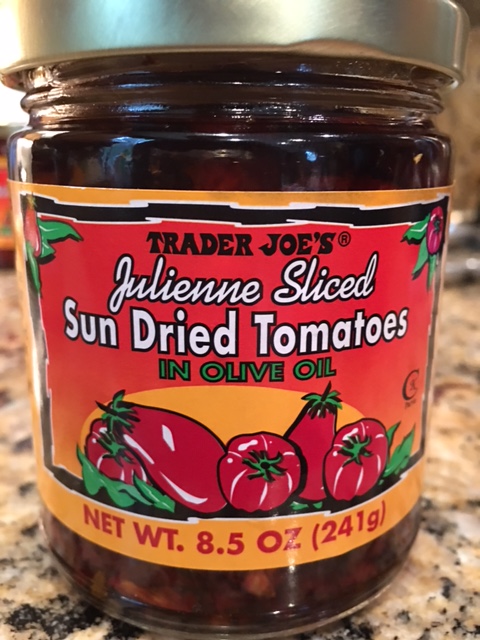 TRADER JOE'S®
Julienne Sliced
Sun Dried Tomatoes
IN OLIVE OIL
NET WT. 8.5 OZ (241g)